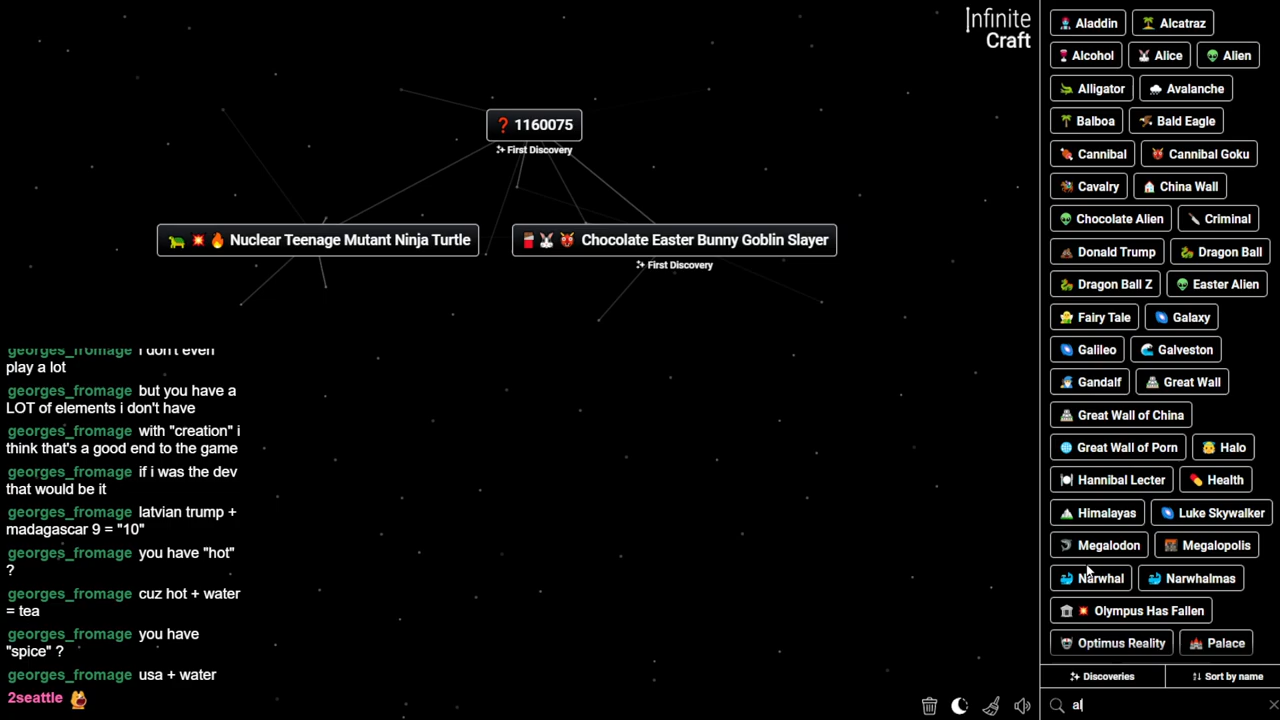 Infinite
Craft
1160075
First Discovery
Nuclear Teenage Mutant Ninja Turtle
Chocolate Easter Bunny Goblin Slayer
First Discovery
georges_fromage i don't even
play a lot
georges_fromage but you have a
LOT of elements i don't have
georges_fromage with "creation" i
think that's a good end to the game
georges_fromage if i was the dev
that would be it
georges_fromage latvian trump +
madagascar 9 = "10"
georges_fromage you have "hot"
?
georges_fromage cuz hot + water
= tea
georges_fromage you have
"spice" ?
georges_fromage usa + water
2seattle
Aladdin Alcatraz
Alcohol Alice Alien
Alligator Avalanche
Balboa Bald Eagle
Cannibal Cannibal Goku
Cavalry China Wall
Chocolate Alien Criminal
Donald Trump Dragon Ball
Dragon Ball Z Easter Alien
Fairy Tale Galaxy
Galileo Galveston
Gandalf Great Wall
Great Wall of China
Great Wall of Porn Halo
Hannibal Lecter Health
Himalayas Luke Skywalker
Megalodon Megalopolis
Narwhal Narwhalmas
Olympus Has Fallen
Optimus Reality Palace
Discoveries Sort by name
al